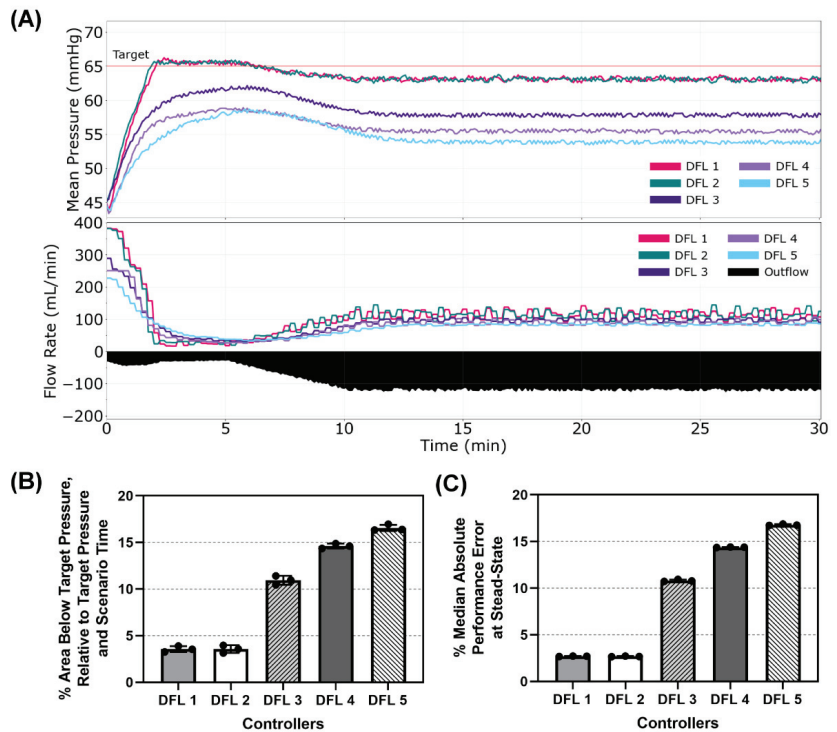 (A)
Mean Pressure (mmHg)
70
65
60
55
50
45
Target
DFL 1
DFL 2
DFL 3
DFL 4
DFL 5
Flow Rate (mL/min)
400
300
200
100
0
−100
−200
DFL 1
DFL 2
DFL 3
DFL 4
DFL 5
Outflow
0
5
10
15
20
25
30
Time (min)
(B)
% Area Below Target Pressure,
Relative to Target Pressure
and Scenario Time
20
15
10
5
0
DFL 1 DFL 2 DFL 3 DFL 4 DFL 5
Controllers
(C)
% Median Absolute
Performance Error
at Stead-State
20
15
10
5
0
DFL 1 DFL 2 DFL 3 DFL 4 DFL 5
Controllers